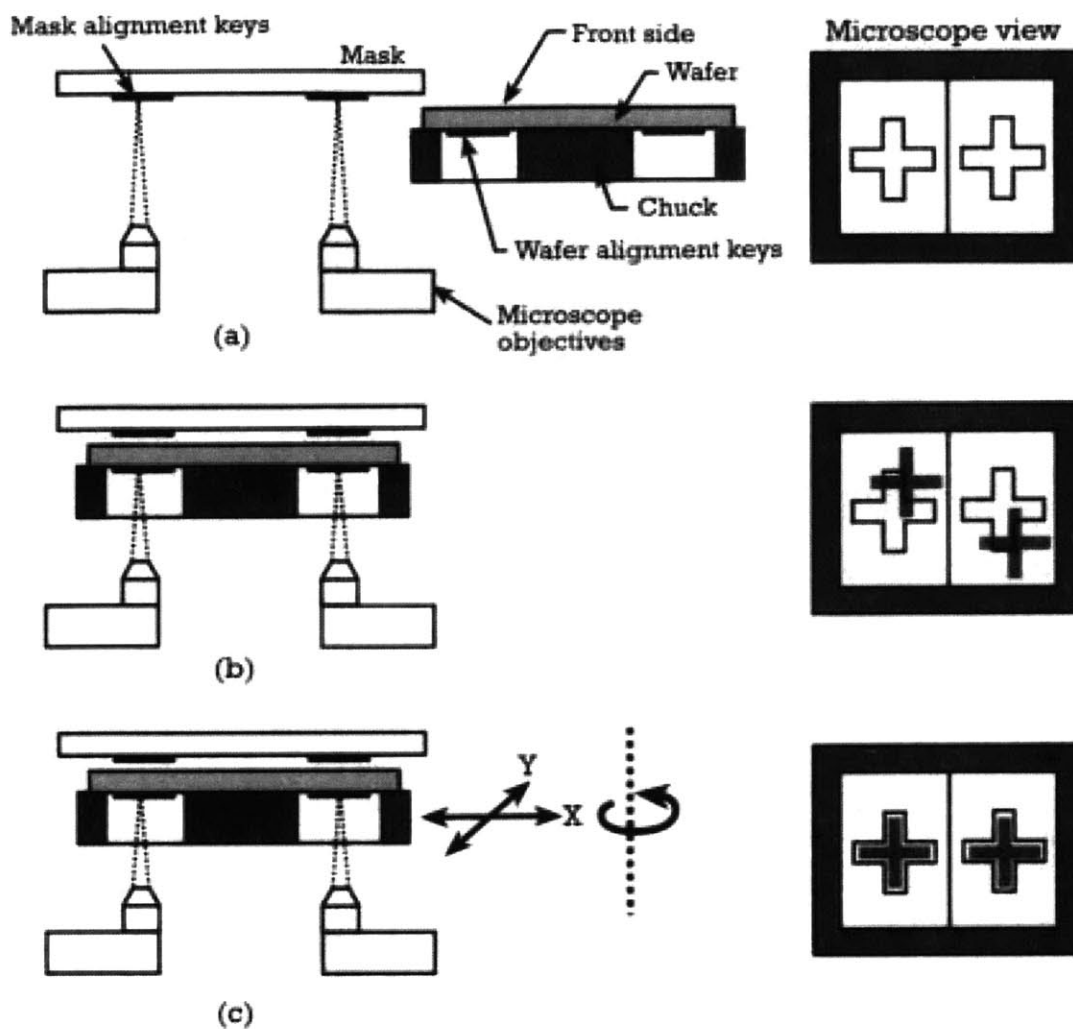 Mask alignment keys
Mask
Front side
Wafer
Microscope view
Chuck
Wafer alignment keys
Microscope
objectives
(a)
(b)
Y
X
(c)